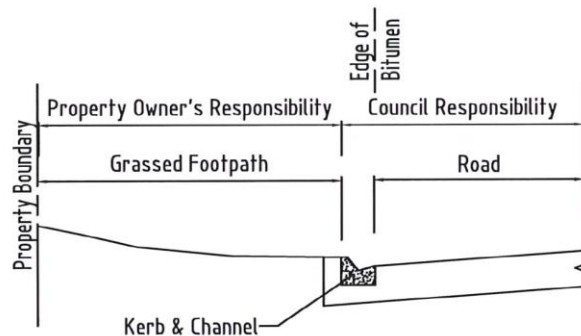 Edge of
Bitumen
Property Owner's Responsibility
Council Responsibility
Grassed Footpath
Road
Property Boundary
Kerb & Channel